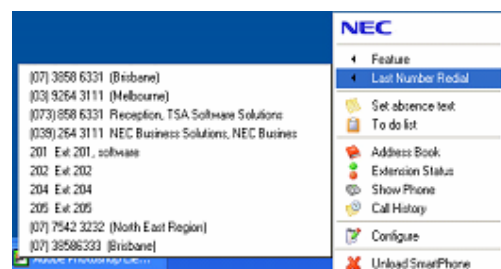 NEC
Feature
Last Number Redial
Set absence text
To do list
Address Book
Extension Status
Show Phone
Call History
Configure
Unload SmartPhone
(07) 3858 6331 (Brisbane)
(03) 9264 3111 (Melbourne)
(073) 858 6331 Reception, TSA Software Solutions
(039) 264 3111 NEC Business Solutions, NEC Busines
201 Ext 201, software
202 Ext 202
204 Ext 204
205 Ext 205
(07) 7542 3232 (North East Region)
(07) 38586333 (Brisbane)
Adobe Photoshop Ele...